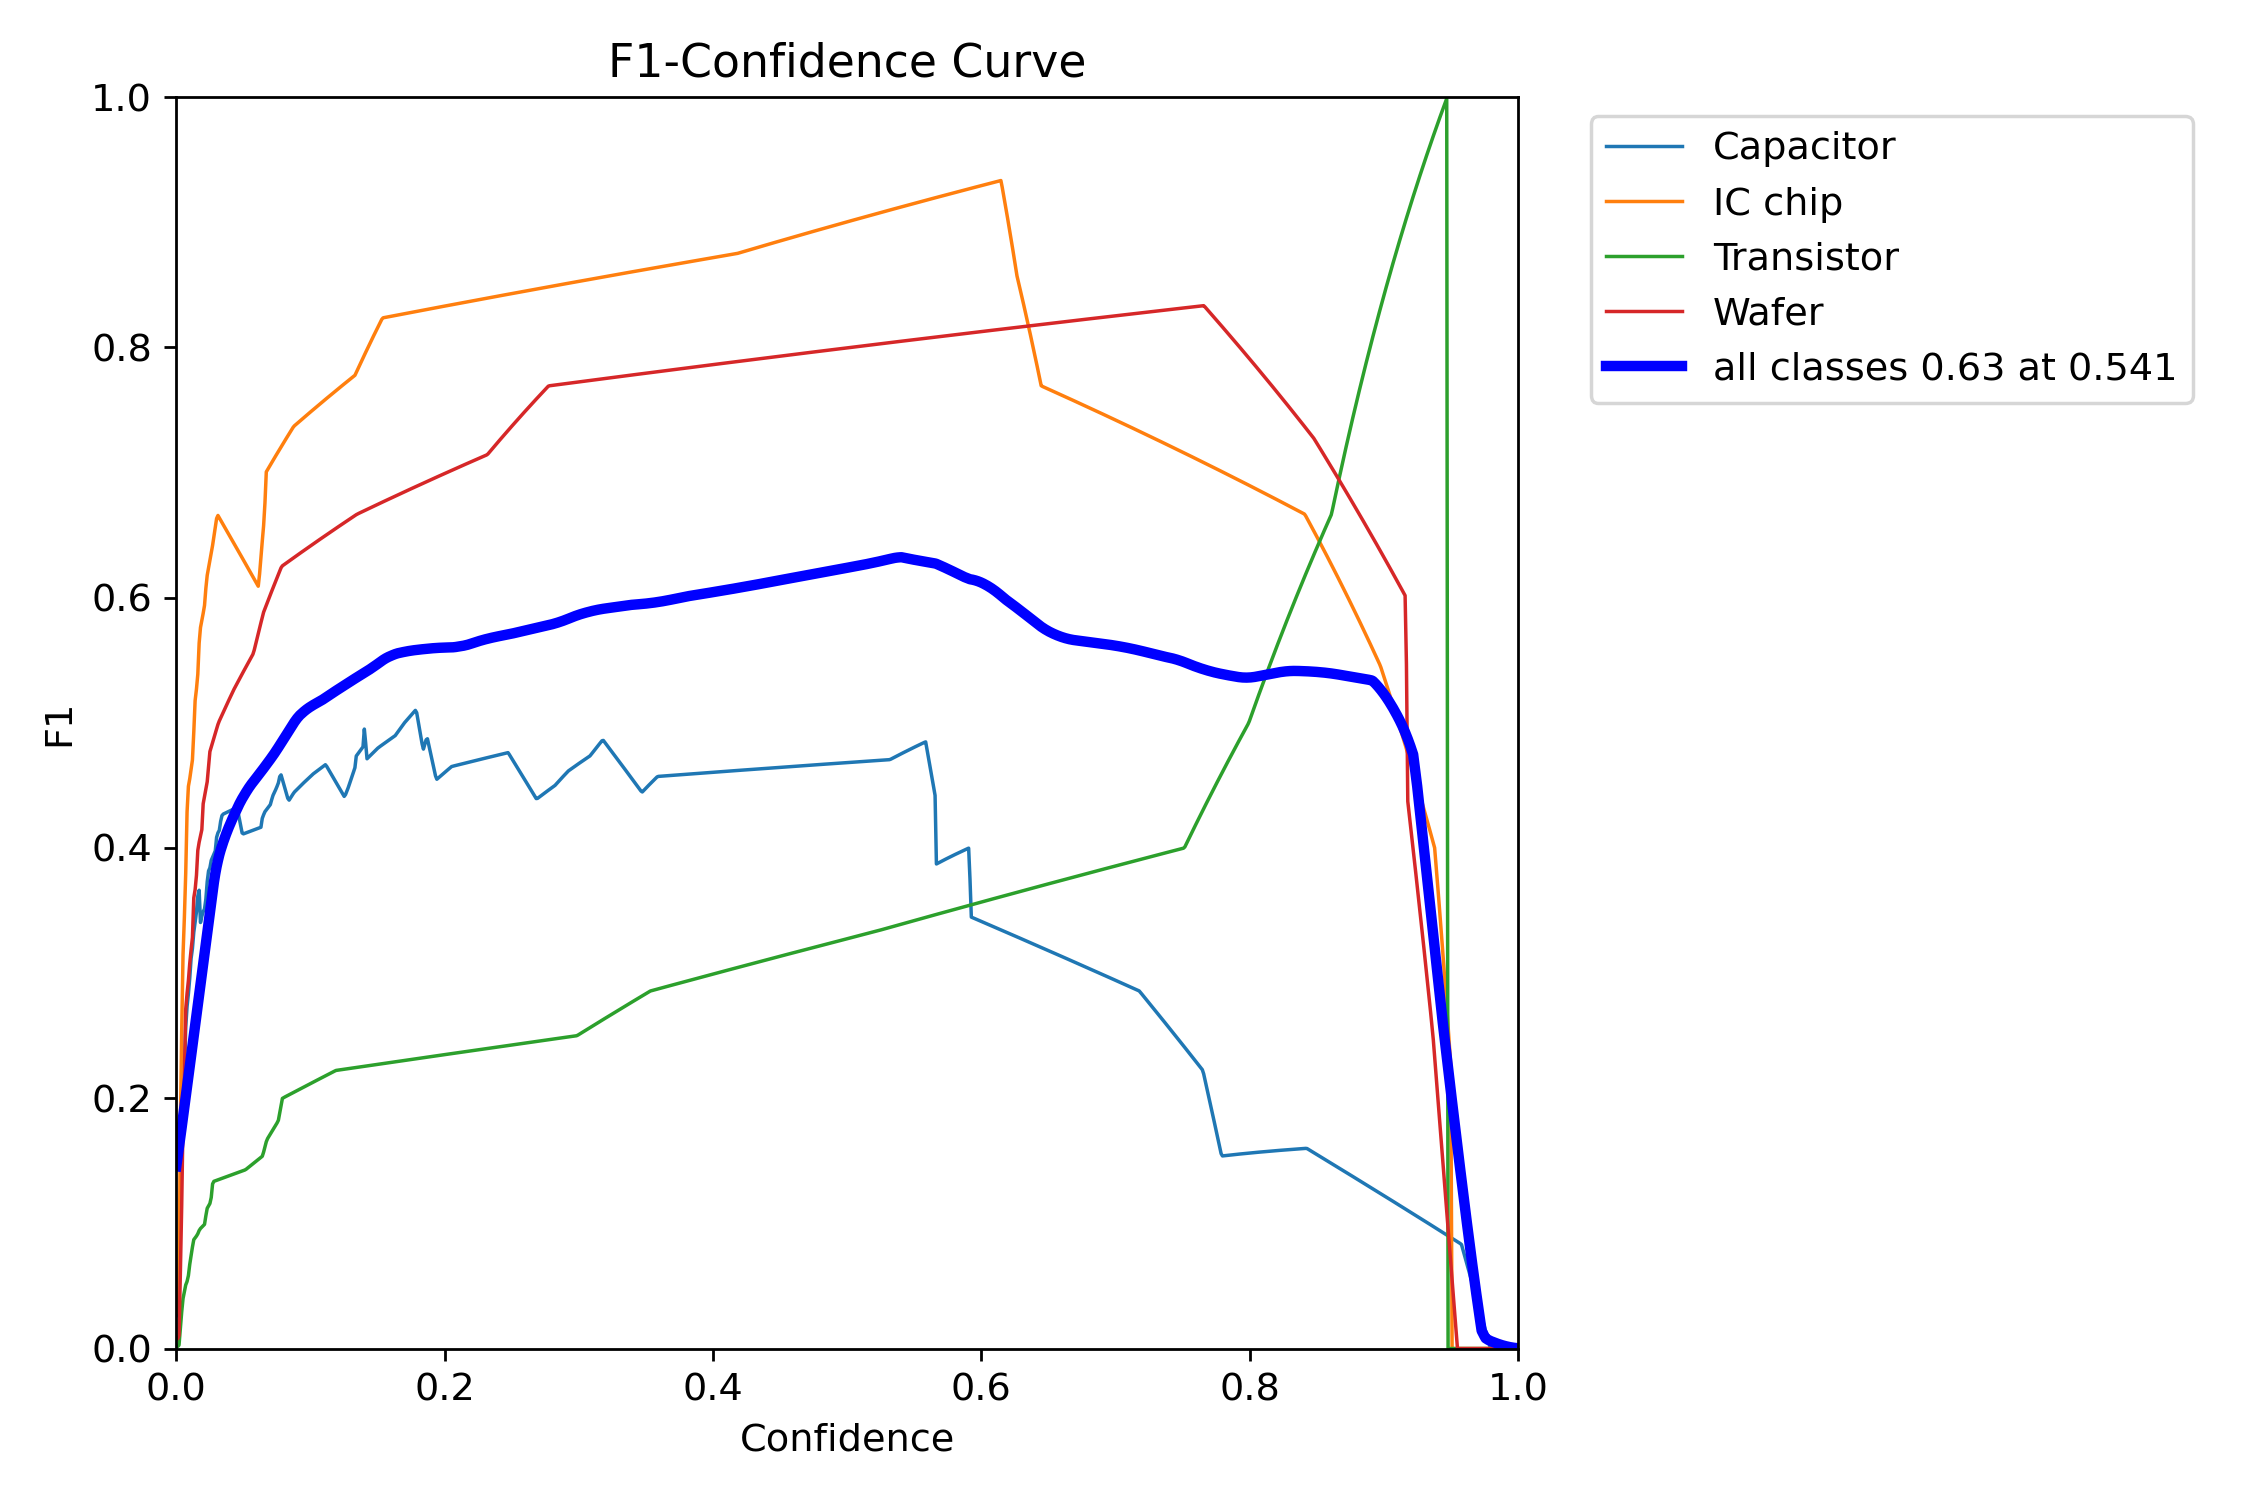 F1-Confidence Curve
1.0
0.8
0.6
0.4
0.2
0.0
F1
0.0 0.2 0.4 0.6 0.8 1.0
Confidence
Capacitor
IC chip
Transistor
Wafer
all classes 0.63 at 0.541